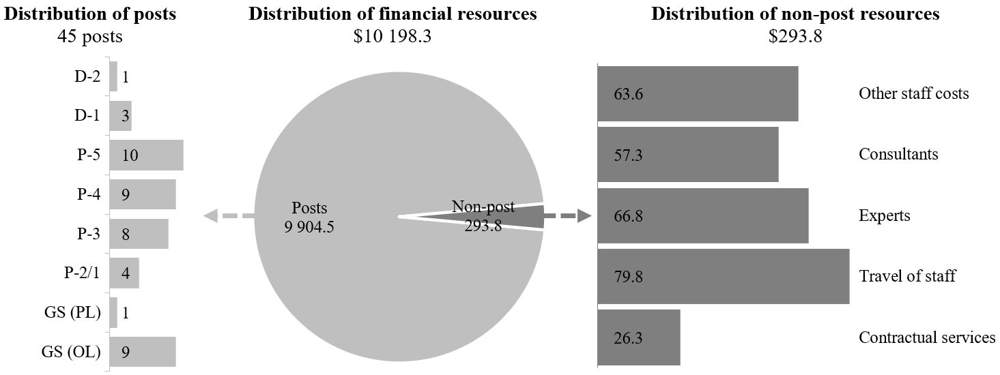 Distribution of posts
45 posts
D-2
1
D-1
3
P-5
10
P-4
9
P-3
8
P-2/1
4
GS (PL)
1
GS (OL)
9
Distribution of financial resources
$10 198.3
Posts
9 904.5
Non-post
293.8
Distribution of non-post resources
$293.8
63.6
Other staff costs
57.3
Consultants
66.8
Experts
79.8
Travel of staff
26.3
Contractual services